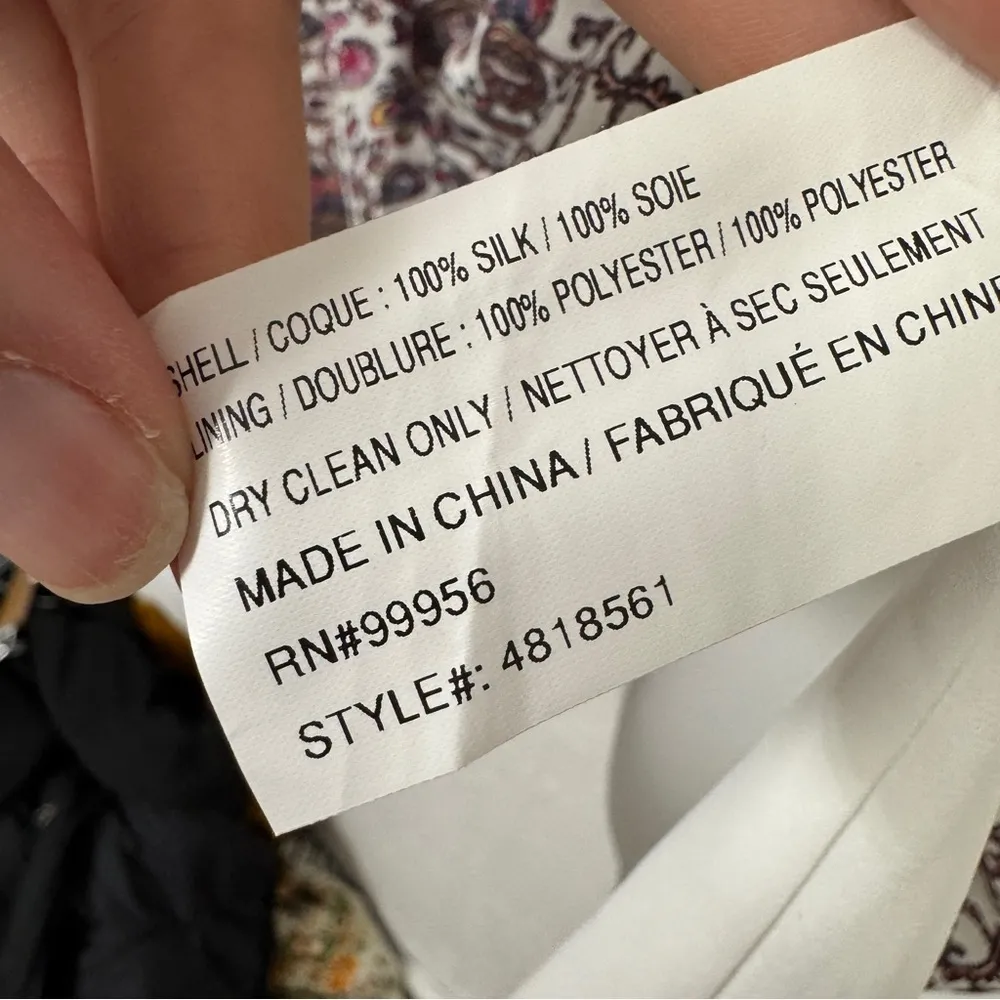 SHELL / COQUE : 100% SILK / 100% SOIE
LINING / DOUBLURE : 100% POLYESTER / 100% POLYESTER
DRY CLEAN ONLY / NETTOYER À SEC SEULEMENT
MADE IN CHINA / FABRIQUÉ EN CHINE
RN#99956
STYLE#: 4818561